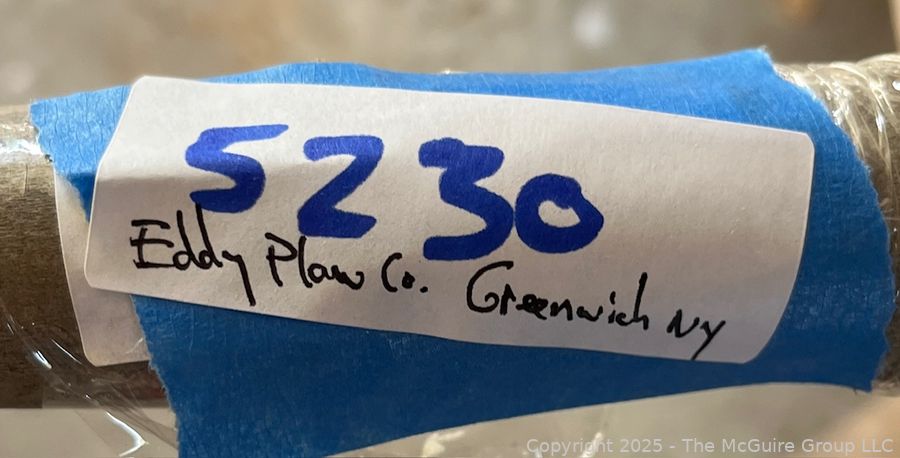 5230
Eddy Plow Co. Greenwich NY
Copyright 2025 - The McGuire Group LLC